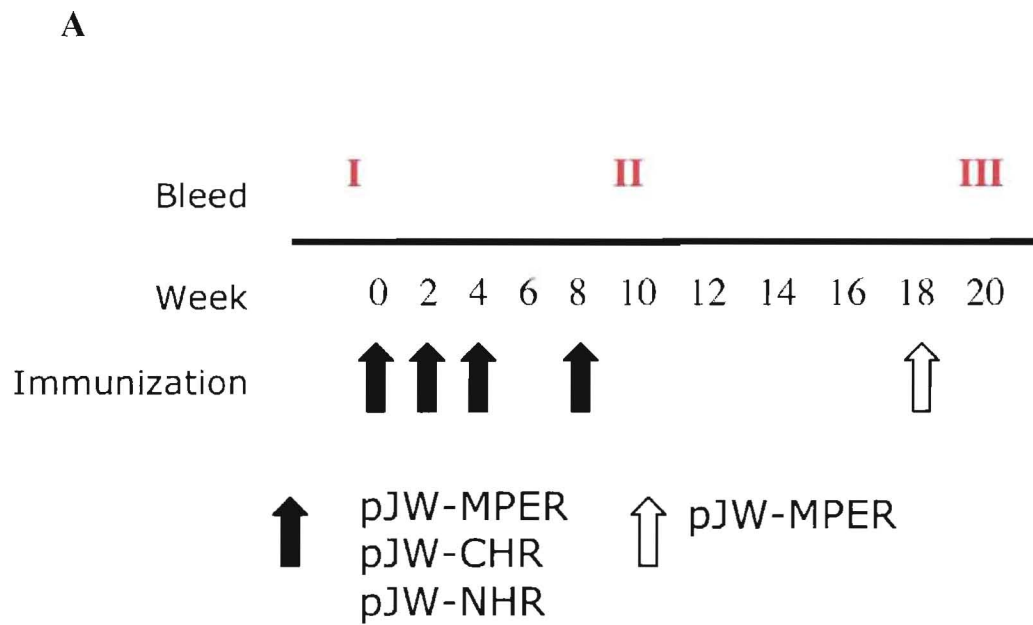 A
Bleed I II III
Week 0 2 4 6 8 10 12 14 16 18 20
Immunization
pJW-MPER pJW-MPER
pJW-CHR
pJW-NHR